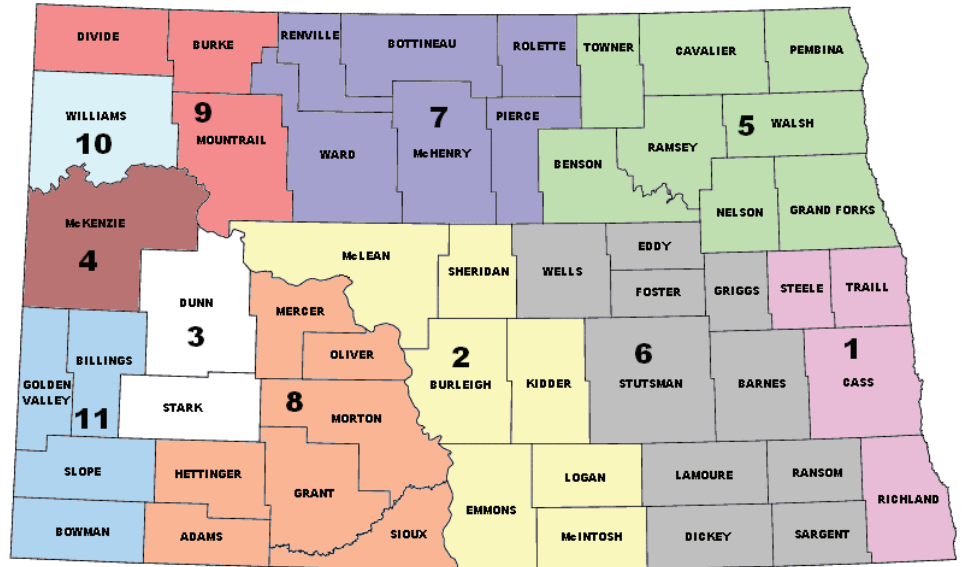 DIVIDE
BURKE
RENVILLE
BOTTINEAU
ROLETTE
TOWNER
CAVALIER
PEMBINA
WILLIAMS
10
9
MOUNTRAIL
WARD
7
McHENRY
PIERCE
BENSON
RAMSEY
5
WALSH
NELSON
GRAND FORKS
McKENZIE
4
DUNN
3
McLEAN
SHERIDAN
WELLS
EDDY
FOSTER
GRIGGS
STEELE
TRAILL
MERCER
OLIVER
GOLDEN
VALLEY
BILLINGS
11
STARK
8
MORTON
2
BURLEIGH
KIDDER
6
STUTSMAN
BARNES
1
CASS
SLOPE
HETTINGER
GRANT
EMMONS
LOGAN
LAMOURE
RANSOM
RICHLAND
BOWMAN
ADAMS
SIOUX
McINTOSH
DICKEY
SARGENT